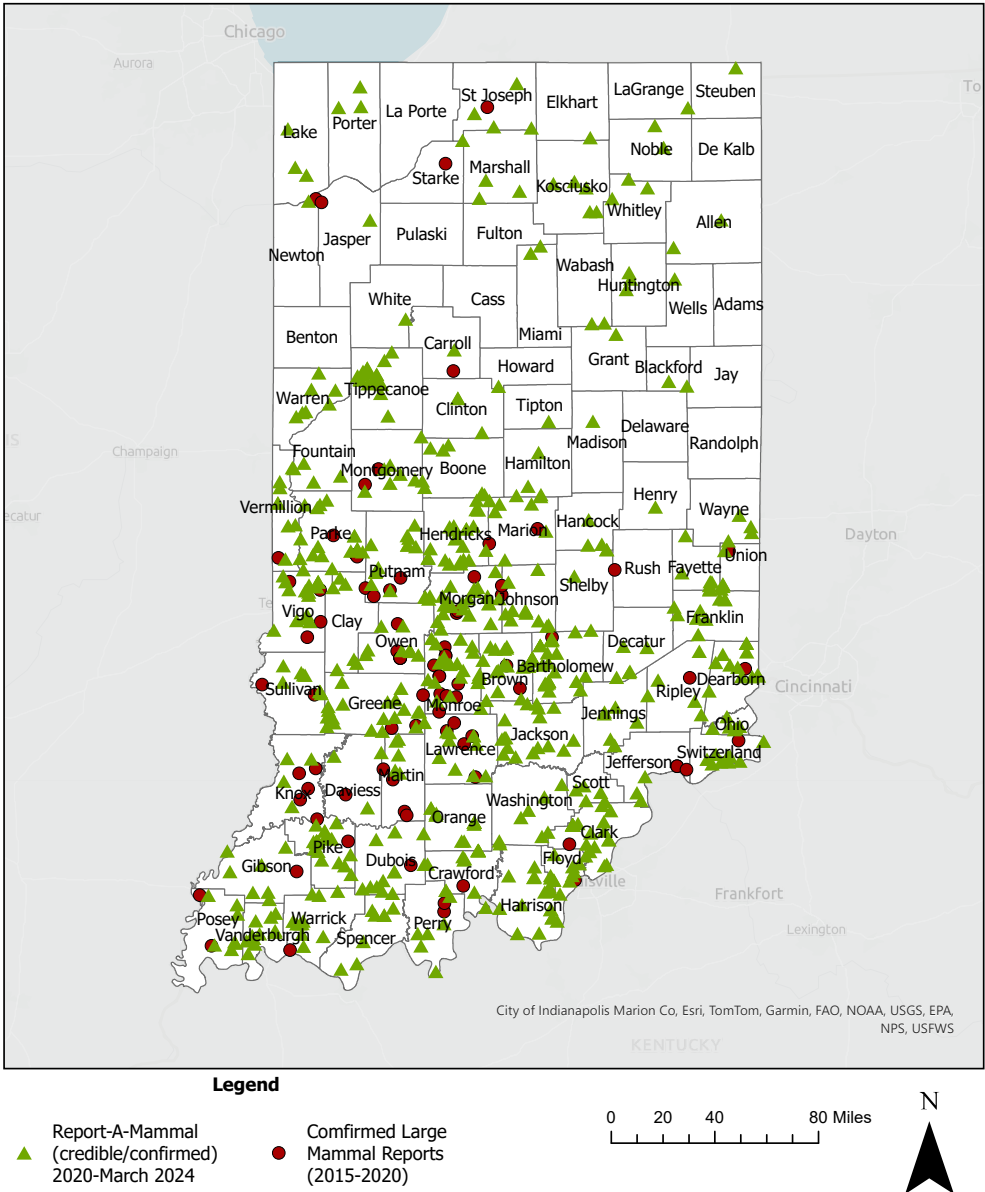 Chicago
Aurora
To
LaGrange
Steuben
St Joseph
Elkhart
La Porte
Porter
Lake
Noble
De Kalb
Marshall
Starke
Kosciusko
Whitley
Allen
Pulaski
Fulton
Jasper
Newton
Wabash
Huntington
Wells
Adams
White
Cass
Miami
Benton
Carroll
Howard
Grant
Blackford
Jay
Tippecanoe
Warren
Clinton
Tipton
Delaware
Madison
Randolph
IS
Champaign
Fountain
Montgomery
Boone
Hamilton
Henry
Vermillion
Wayne
ecatur
Parke
Hendricks
Marion
Hancock
Dayton
Union
Putnam
Rush
Fayette
Shelby
Te
Vigo
Clay
Morgan
Johnson
Franklin
Owen
Decatur
Bartholomew
Brown
Dearborn
Cincinnati
Sullivan
Greene
Monroe
Ripley
Jennings
Ohio
Jackson
Lawrence
Switzerland
Jefferson
Martin
Scott
Knox
Daviess
Washington
Orange
Clark
Pike
Dubois
Floyd
Gibson
Crawford
isville
Frankfort
Harrison
Posey
Warrick
Perry
Vanderburgh
Spencer
Lexington
City of Indianapolis Marion Co, Esri, TomTom, Garmin, FAO, NOAA, USGS, EPA,
NPS, USFWS
KENTUCKY
Legend
Report-A-Mammal
(credible/confirmed)
2020-March 2024
Comfirmed Large
Mammal Reports
(2015-2020)
0 20 40 80 Miles
N